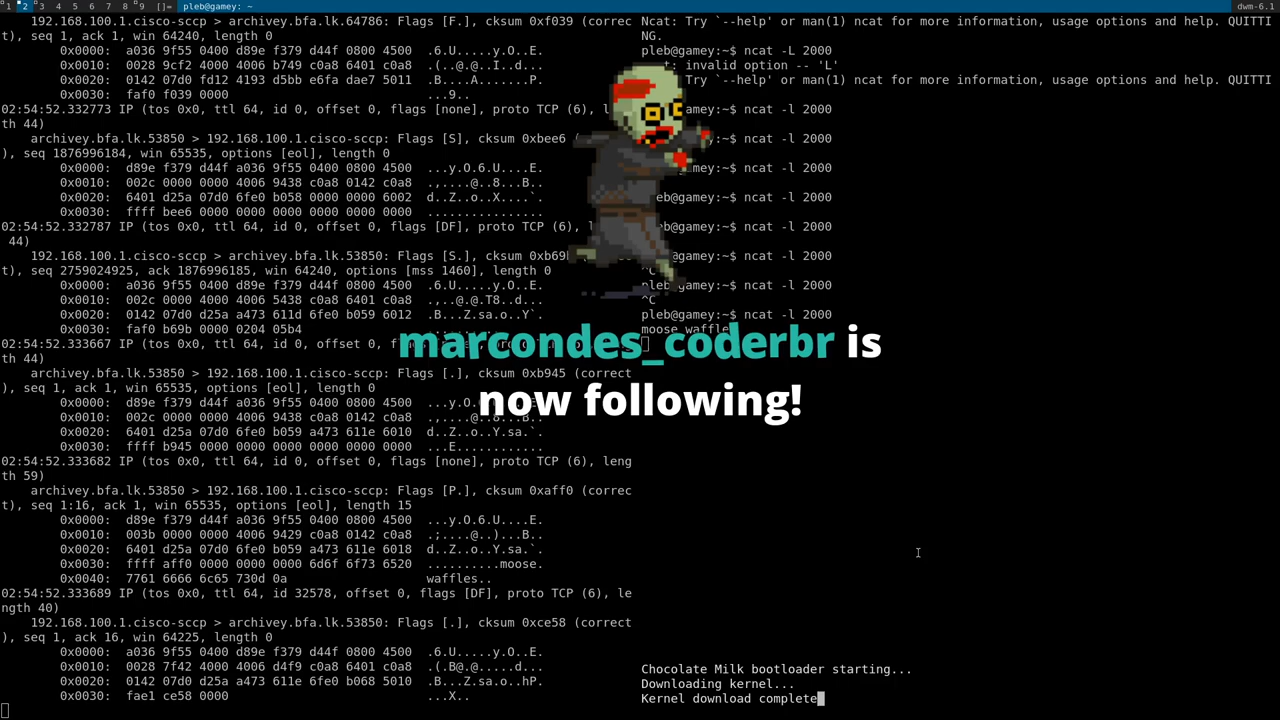 1 2 3 4 5 6 7 8 9 []= pleb@gamey: ~ dwm-6.1
192.168.100.1.cisco-sccp > archivey.bfa.lk.64786: Flags [F.], cksum 0xf039 (correc
t), seq 1, ack 1, win 64240, length 0
0x0000: a036 9f55 0400 d89e f379 d44f 0800 4500 .6.U.....y.O..E.
0x0010: 0028 9cf2 4000 4006 b749 c0a8 6401 c0a8 .(..@.@..I..d...
0x0020: 0142 07d0 fd12 4193 d5bb e6fa dae7 5011 .B....A.......P.
0x0030: faf0 f039 0000 ...9..
02:54:52.332773 IP (tos 0x0, ttl 64, id 0, offset 0, flags [none], proto TCP (6), l
th 44)
archivey.bfa.lk.53850 > 192.168.100.1.cisco-sccp: Flags [S], cksum 0xbee6
), seq 1876996184, win 65535, options [eol], length 0
0x0000: d89e f379 d44f a036 9f55 0400 0800 4500 ...y.O.6.U....E.
0x0010: 002c 0000 0000 4006 9438 c0a8 0142 c0a8 .,....@..8...B..
0x0020: 6401 d25a 07d0 6fe0 b058 0000 0000 6002 d..Z..o..X....`.
0x0030: ffff bee6 0000 0000 0000 0000 0000 0000 ................
02:54:52.332787 IP (tos 0x0, ttl 64, id 0, offset 0, flags [DF], proto TCP (6),
44)
192.168.100.1.cisco-sccp > archivey.bfa.lk.53850: Flags [S.], cksum
t), seq 2759024925, ack 1876996185, win 64240, options [mss 1460], length 0
0x0000: a036 9f55 0400 d89e f379 d44f 0800 4500 .6.U.....y.O..E.
0x0010: 002c 0000 4000 4006 5438 c0a8 6401 c0a8 .,..@.@.T8..d...
0x0020: 0142 07d0 d25a a473 611d 6fe0 b059 6012 .B...Z.sa.o..Y`.
0x0030: faf0 b69b 0000 0204 05b4
02:54:52.333567 IP (tos 0x0, ttl 64, id 0, offset 0, flags [none], proto TCP (6), leng
th 44)
archivey.bfa.lk.53850 > 192.168.100.1.cisco-sccp: Flags [.], cksum 0xb945 (correct
), seq 1, ack 1, win 65535, options [eol], length 0
0x0000: d89e f379 d44f a036 9f55 0400 0800 4500 ...y.O.6.U....E.
0x0010: 002c 0000 0000 4006 9438 c0a8 0142 c0a8 .,....@..8...B..
0x0020: 6401 d25a 07d0 6fe0 b059 a473 611e 6010 d..Z..o..Y.sa.`.
0x0030: ffff b945 0000 0000 0000 0000 0000 0000 ...E............
02:54:52.333682 IP (tos 0x0, ttl 64, id 0, offset 0, flags [none], proto TCP (6), leng
th 59)
archivey.bfa.lk.53850 > 192.168.100.1.cisco-sccp: Flags [P.], cksum 0xaff0 (correc
t), seq 1:16, ack 1, win 65535, options [eol], length 15
0x0000: d89e f379 d44f a036 9f55 0400 0800 4500 ...y.O.6.U....E.
0x0010: 003b 0000 0000 4006 9429 c0a8 0142 c0a8 .;....@..)...B..
0x0020: 6401 d25a 07d0 6fe0 b059 a473 611e 6018 d..Z..o..Y.sa.`.
0x0030: ffff aff0 0000 0000 0000 6d6f 6f73 6520 ..........moose.
0x0040: 7761 6666 6c65 730d 0a waffles..
02:54:52.333689 IP (tos 0x0, ttl 64, id 32578, offset 0, flags [DF], proto TCP (6), le
ngth 40)
192.168.100.1.cisco-sccp > archivey.bfa.lk.53850: Flags [.], cksum 0xce58 (correct
), seq 1, ack 16, win 64225, length 0
0x0000: a036 9f55 0400 d89e f379 d44f 0800 4500 .6.U.....y.O..E.
0x0010: 0028 7f42 4000 4006 d4f9 c0a8 6401 c0a8 .(.B@.@.....d...
0x0020: 0142 07d0 d25a a473 611e 6fe0 b068 5010 .B...Z.sa.o..hP.
0x0030: fae1 ce58 0000 ...X..
Ncat: Try `--help' or man(1) ncat for more information, usage options and help. QUITTI
NG.
pleb@gamey:~$ ncat -L 2000
t: invalid option -- 'L'
Try `--help' or man(1) ncat for more information, usage options and help. QUITTI
amey:~$ ncat -l 2000
:~$ ncat -l 2000
amey:~$ ncat -l 2000
eb@gamey:~$ ncat -l 2000
eb@gamey:~$ ncat -l 2000
eb@gamey:~$ ncat -l 2000
^C
pleb@gamey:~$ ncat -l 2000
^C
pleb@gamey:~$ ncat -l 2000
moose waffles
marcondes_coderbr is
now following!
Chocolate Milk bootloader starting...
Downloading kernel...
Kernel download complete